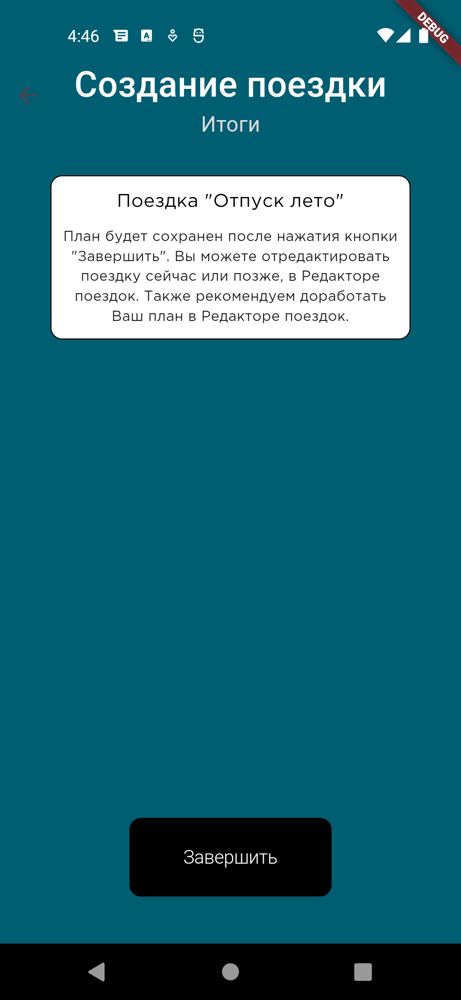 4:46
DEBUG
Создание поездки
Итоги
Поездка "Отпуск лето"
План будет сохранен после нажатия кнопки
"Завершить". Вы можете отредактировать
поездку сейчас или позже, в Редакторе
поездок. Также рекомендуем доработать
Ваш план в Редакторе поездок.
Завершить